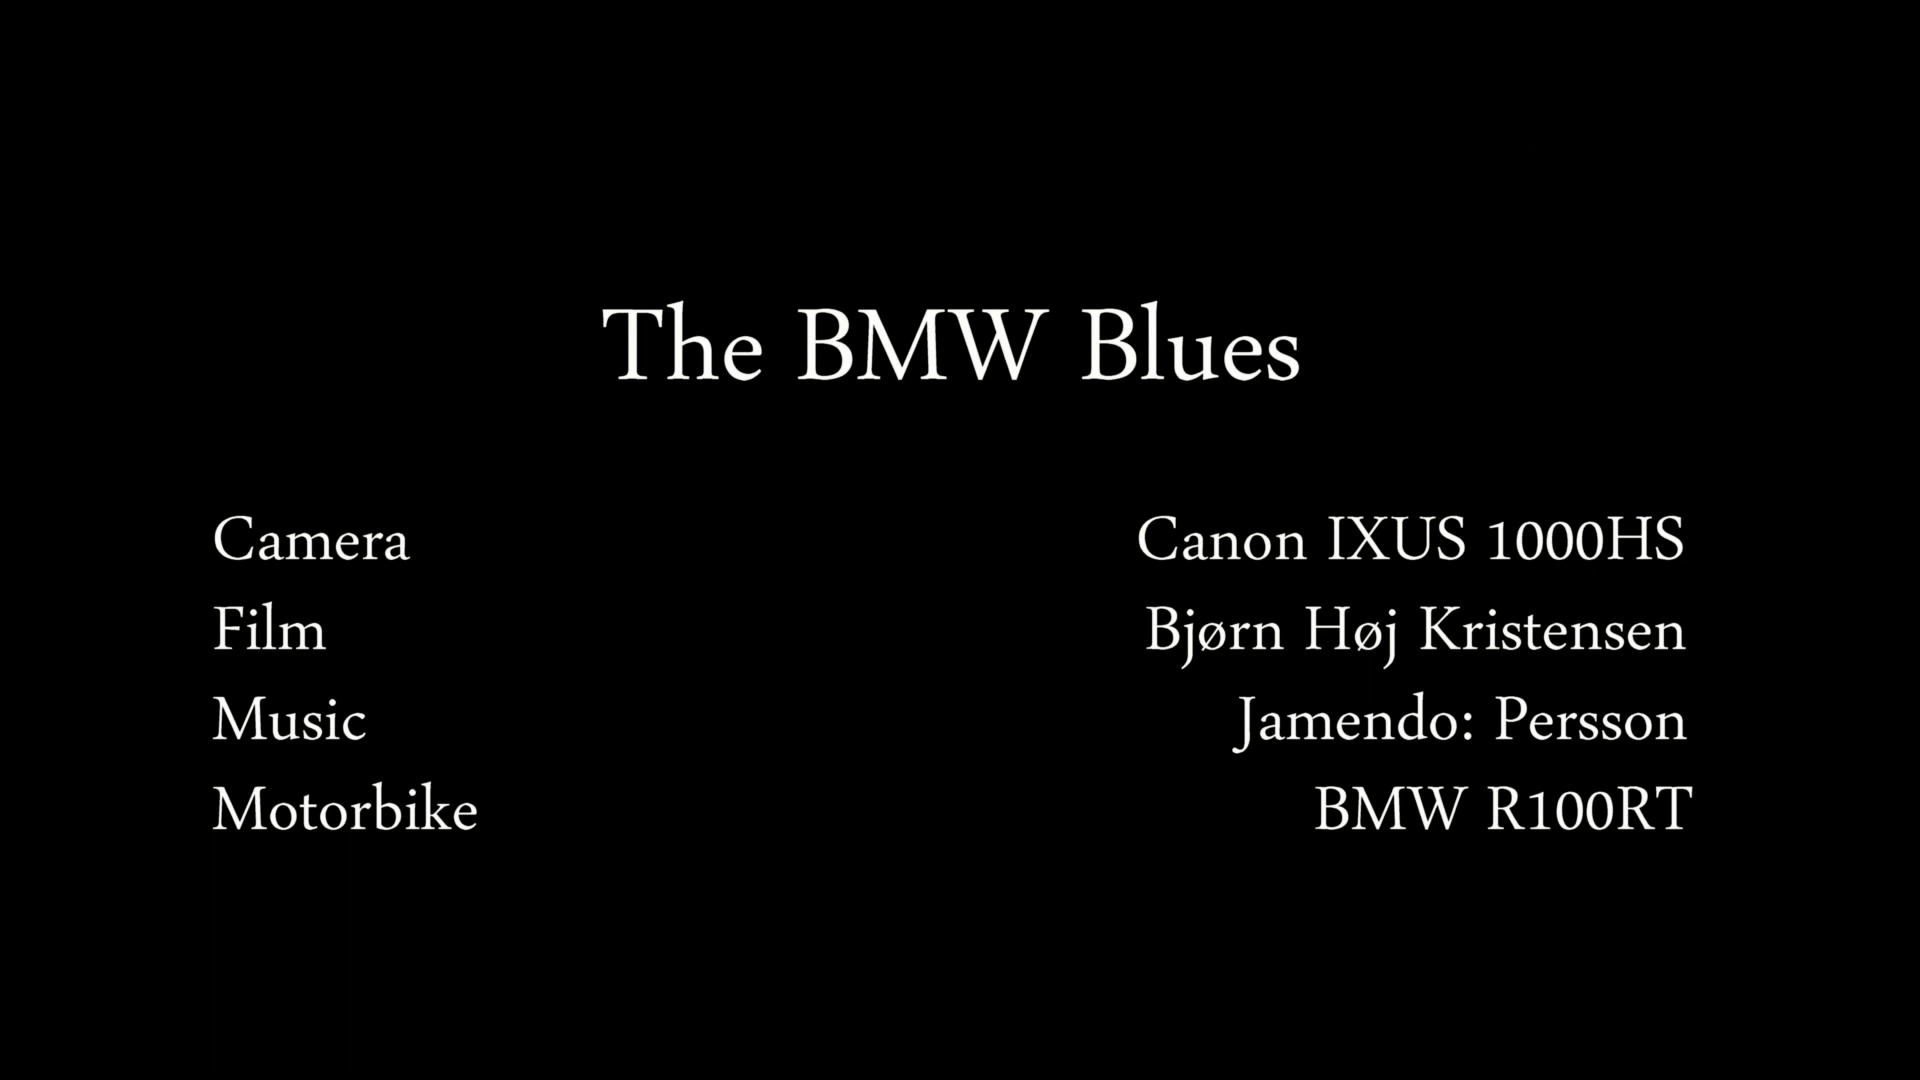 The BMW Blues
Camera Canon IXUS 1000HS
Film Bjørn Høj Kristensen
Music Jamendo: Persson
Motorbike BMW R100RT